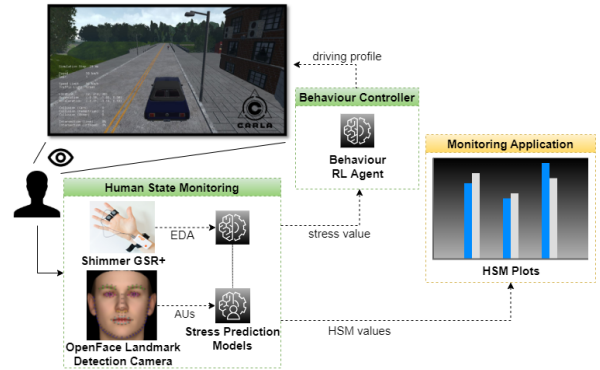 CARLA
driving profile
Behaviour Controller
Behaviour
RL Agent
Monitoring Application
HSM Plots
Human State Monitoring
Shimmer GSR+
EDA
stress value
OpenFace Landmark
Detection Camera
AUs
Stress Prediction
Models
HSM values